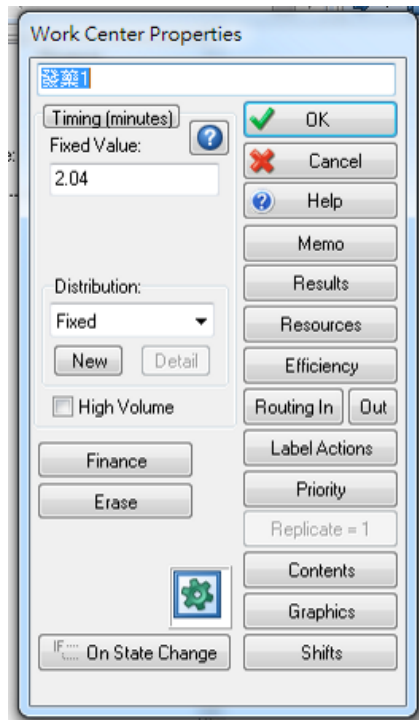 Work Center Properties
發藥1
Timing (minutes)
Fixed Value:
2.04
Distribution:
Fixed
New
Detail
High Volume
Finance
Erase
IF
On State Change
OK
Cancel
Help
Memo
Results
Resources
Efficiency
Routing In
Out
Label Actions
Priority
Replicate = 1
Contents
Graphics
Shifts